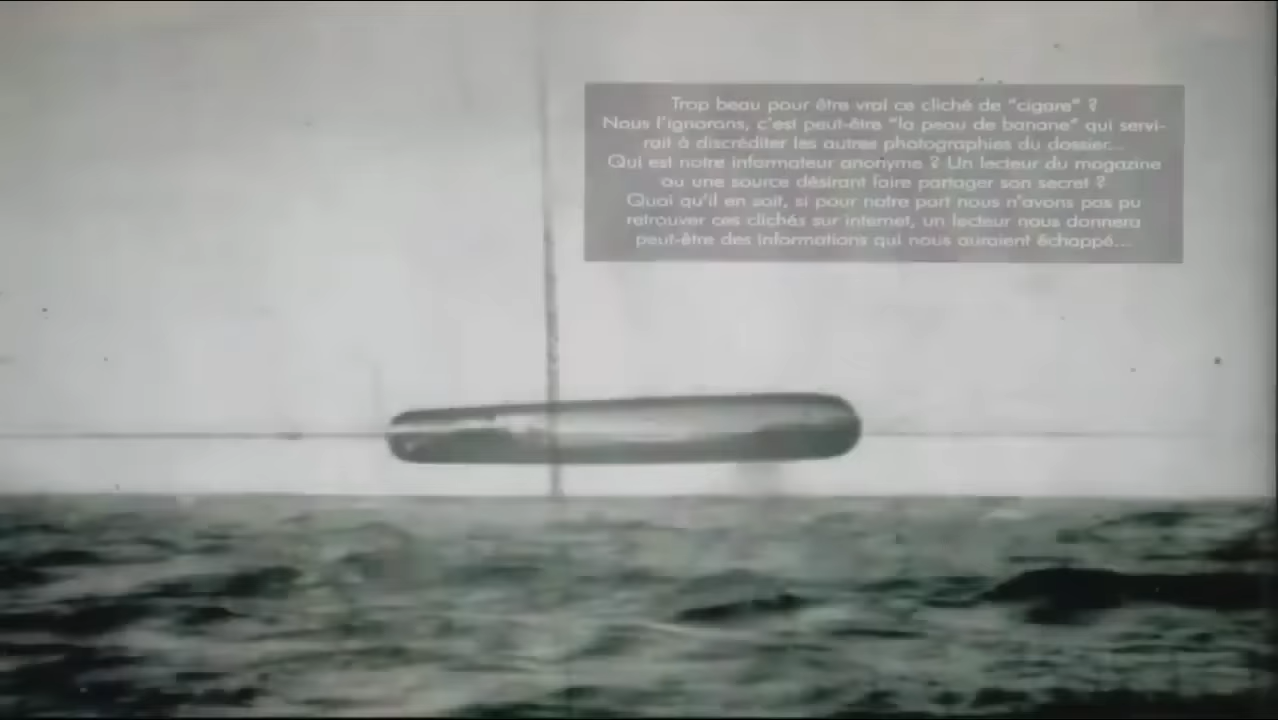 Trop beau pour être vrai ce cliché de "cigare" ?
Nous l'ignorons, c'est peut-être "la peau de banane" qui servi-
rait à discréditer les autres photographies du dossier...
Qui est notre informateur anonyme ? Un lecteur du magazine
ou une source désirant faire partager son secret ?
Quoi qu'il en soit, si pour notre part nous n'avons pas pu
retrouver ces clichés sur internet, un lecteur nous donnera
peut-être des informations qui nous auraient échappé...